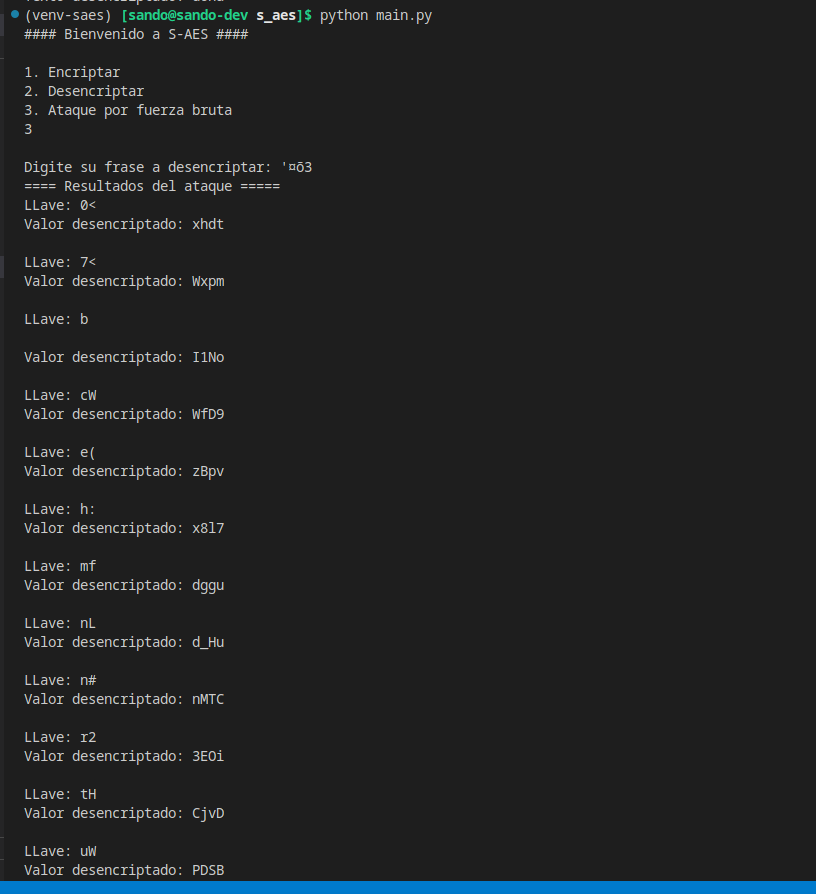 (venv-saes) [sando@sando-dev s_aes]$ python main.py
#### Bienvenido a S-AES ####
1. Encriptar
2. Desencriptar
3. Ataque por fuerza bruta
3
Digite su frase a desencriptar: '¤õ3
==== Resultados del ataque =====
LLave: 0<
Valor desencriptado: xhdt
LLave: 7<
Valor desencriptado: Wxpm
LLave: b
Valor desencriptado: I1No
LLave: cW
Valor desencriptado: WfD9
LLave: e(
Valor desencriptado: zBpv
LLave: h:
Valor desencriptado: x8l7
LLave: mf
Valor desencriptado: dggu
LLave: nL
Valor desencriptado: d_Hu
LLave: n#
Valor desencriptado: nMTC
LLave: r2
Valor desencriptado: 3EOi
LLave: tH
Valor desencriptado: CjvD
LLave: uW
Valor desencriptado: PDSB